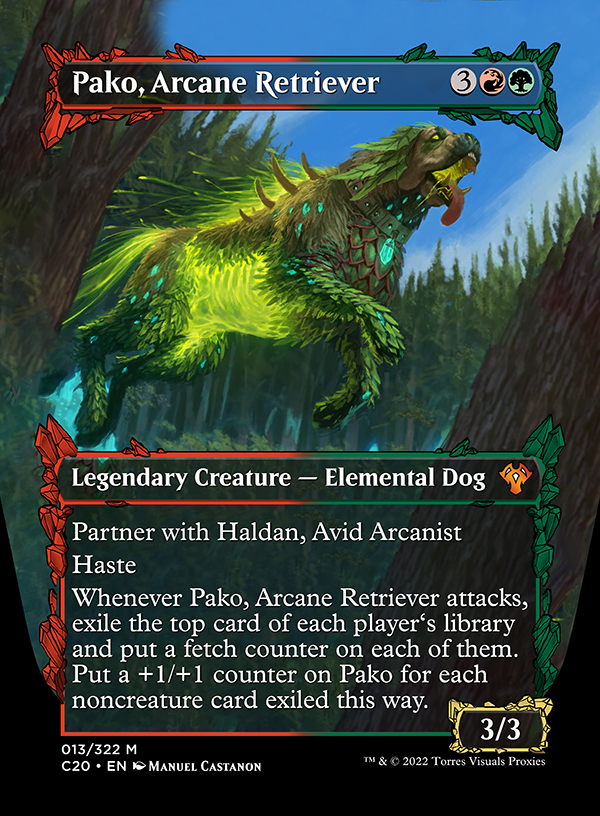 Pako, Arcane Retriever 3
Legendary Creature — Elemental Dog
Partner with Haldan, Avid Arcanist
Haste
Whenever Pako, Arcane Retriever attacks,
exile the top card of each player‘s library
and put a fetch counter on each of them.
Put a +1/+1 counter on Pako for each
noncreature card exiled this way.
3/3
013/322 M
C20 • EN Manuel Castanon
™ & © 2022 Torres Visuals Proxies